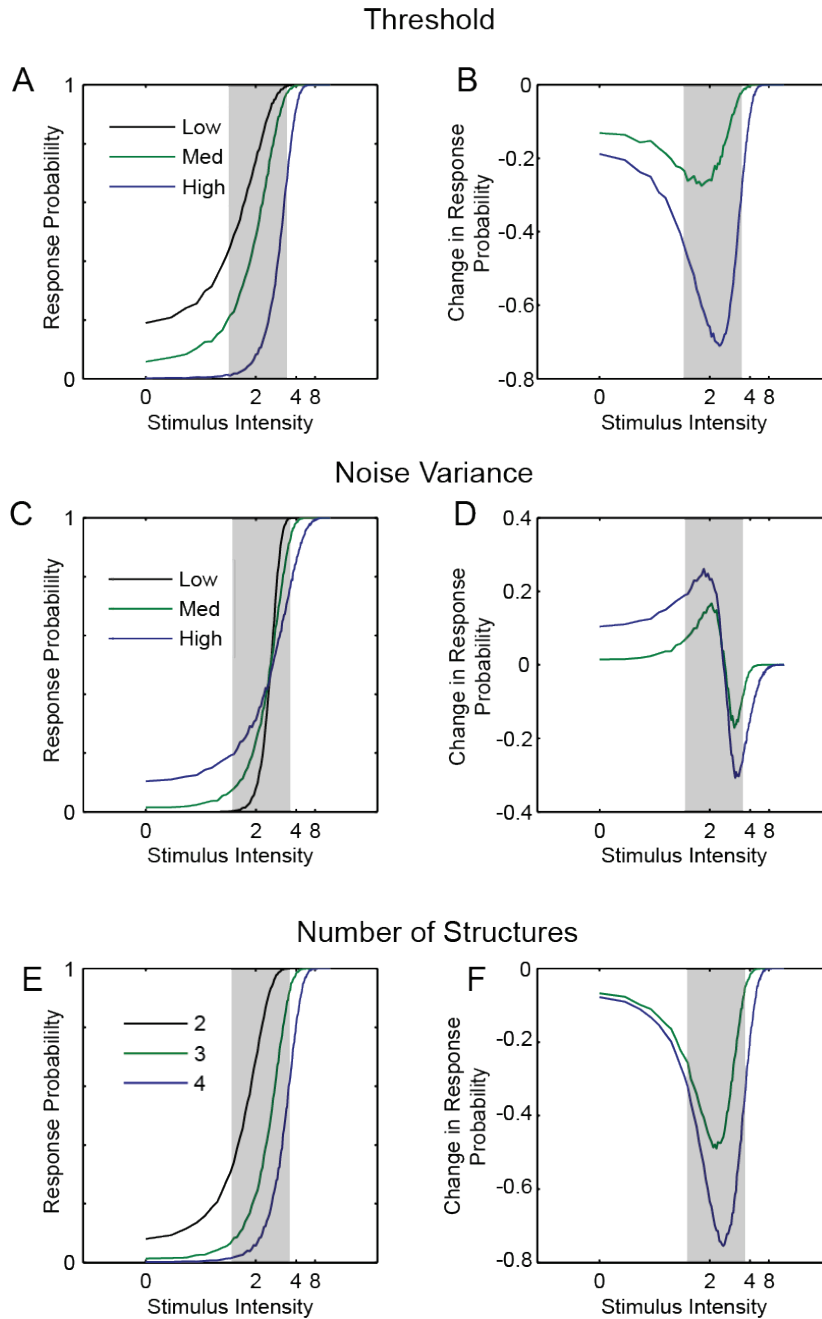 Threshold
A
B
1
0
Response Probabililty
Low
Med
High
0 2 4 8
Stimulus Intensity
0
-0.2
-0.4
-0.6
-0.8
Change in Response
Probability
0 2 4 8
Stimulus Intensity
Noise Variance
C
D
1
0
Response Probabililty
Low
Med
High
0 2 4 8
Stimulus Intensity
0.4
0.2
0
-0.2
-0.4
Change in Response
Probability
0 2 4 8
Stimulus Intensity
Number of Structures
E
F
1
0
Response Probabililty
2
3
4
0 2 4 8
Stimulus Intensity
0
-0.2
-0.4
-0.6
-0.8
Change in Response
Probability
0 2 4 8
Stimulus Intensity